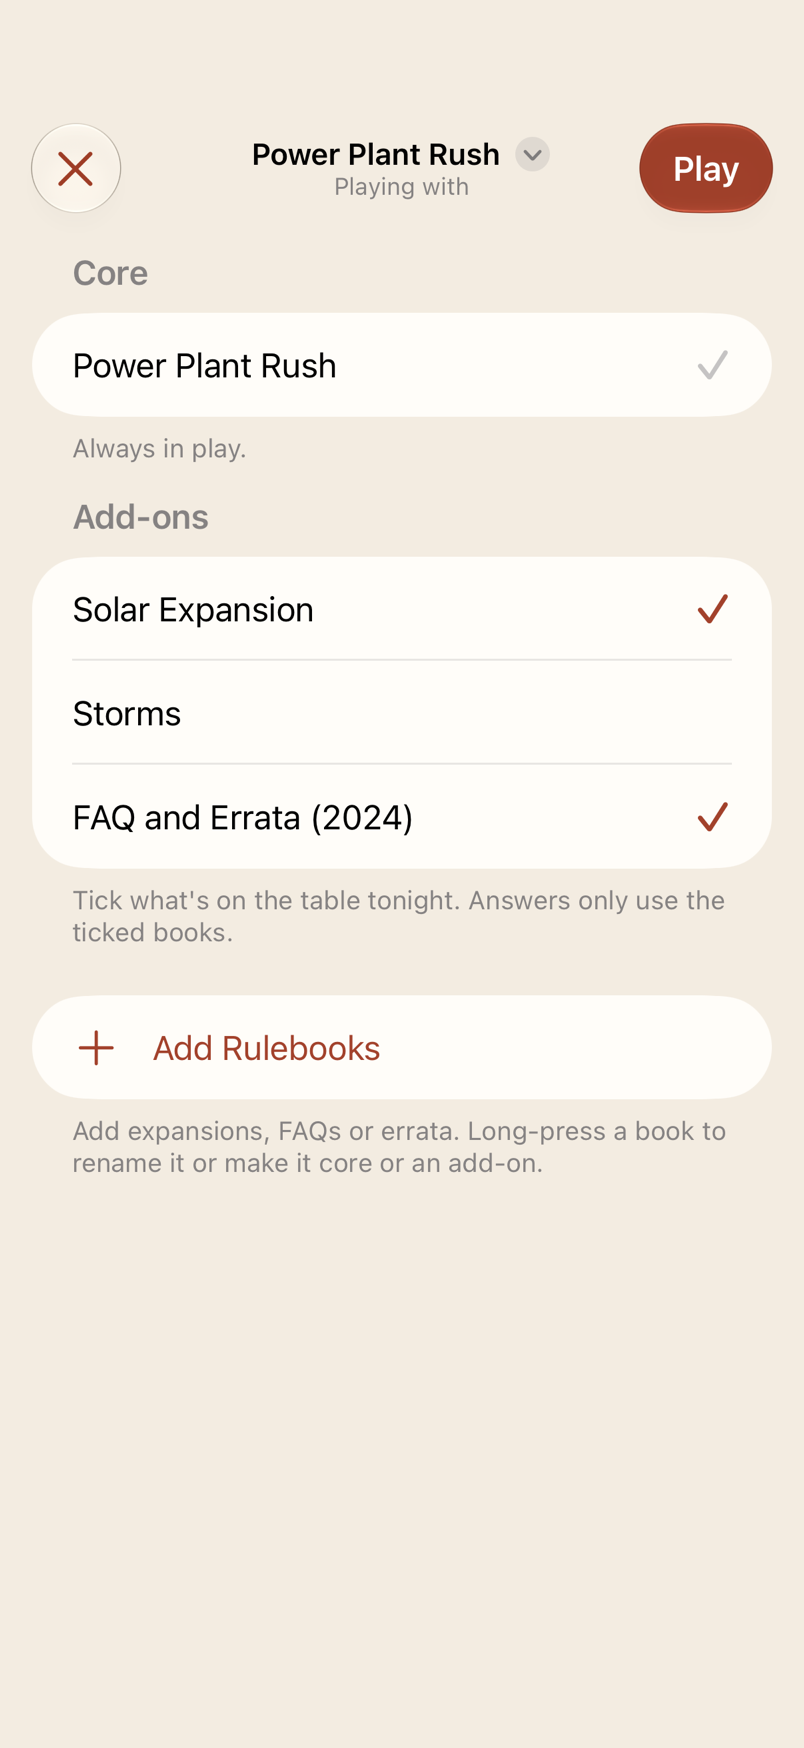 Power Plant Rush
Playing with
Play
Core
Power Plant Rush
Always in play.
Add-ons
Solar Expansion
Storms
FAQ and Errata (2024)
Tick what's on the table tonight. Answers only use the
ticked books.
Add Rulebooks
Add expansions, FAQs or errata. Long-press a book to
rename it or make it core or an add-on.